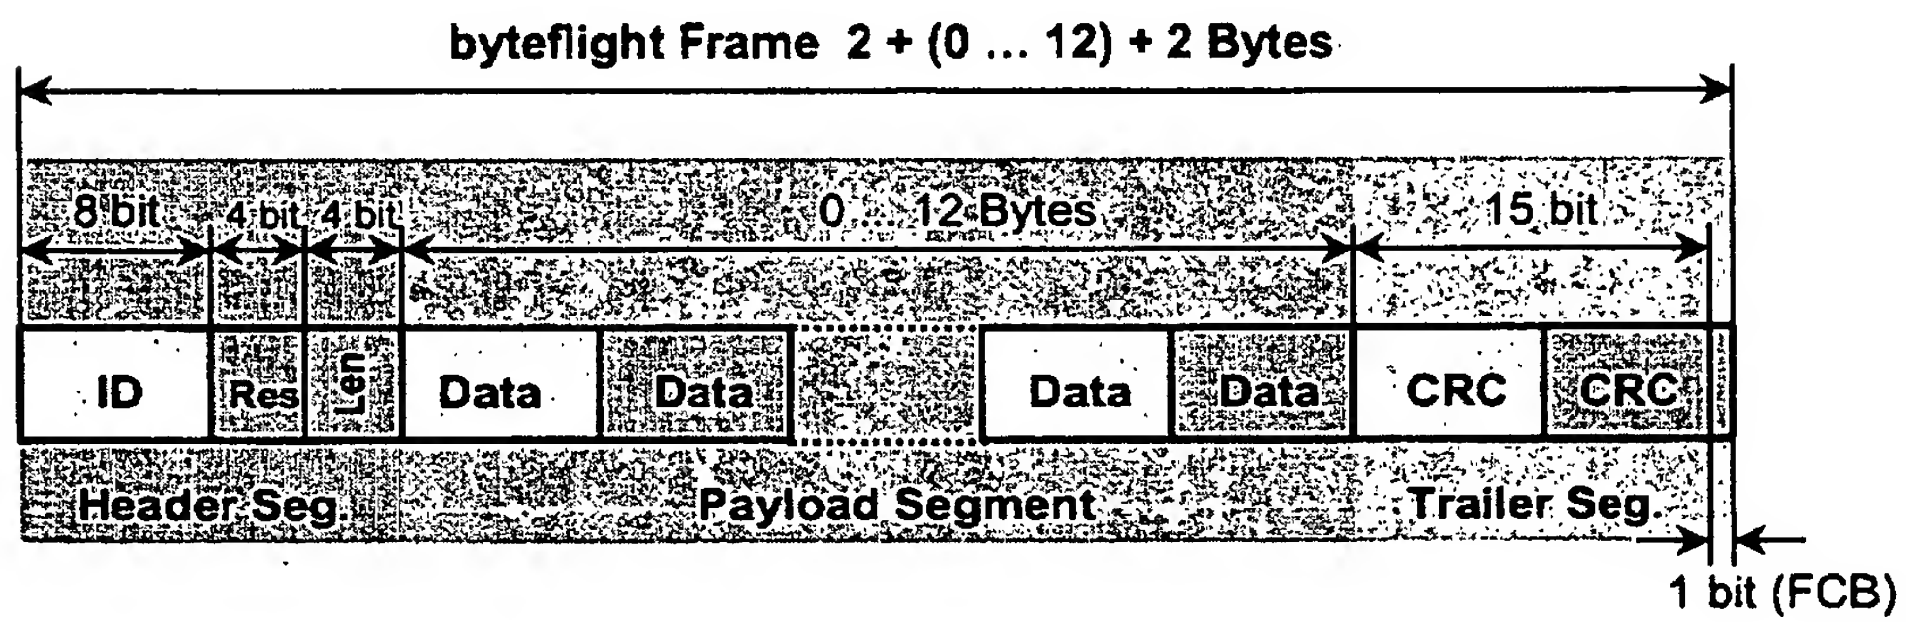 byteflight Frame 2 + (0 ... 12) + 2 Bytes
8 bit 4 bit 4 bit 0 ... 12 Bytes 15 bit
ID Res Len Data Data Data Data CRC CRC
Header Seg. Payload Segment Trailer Seg.
1 bit (FCB)